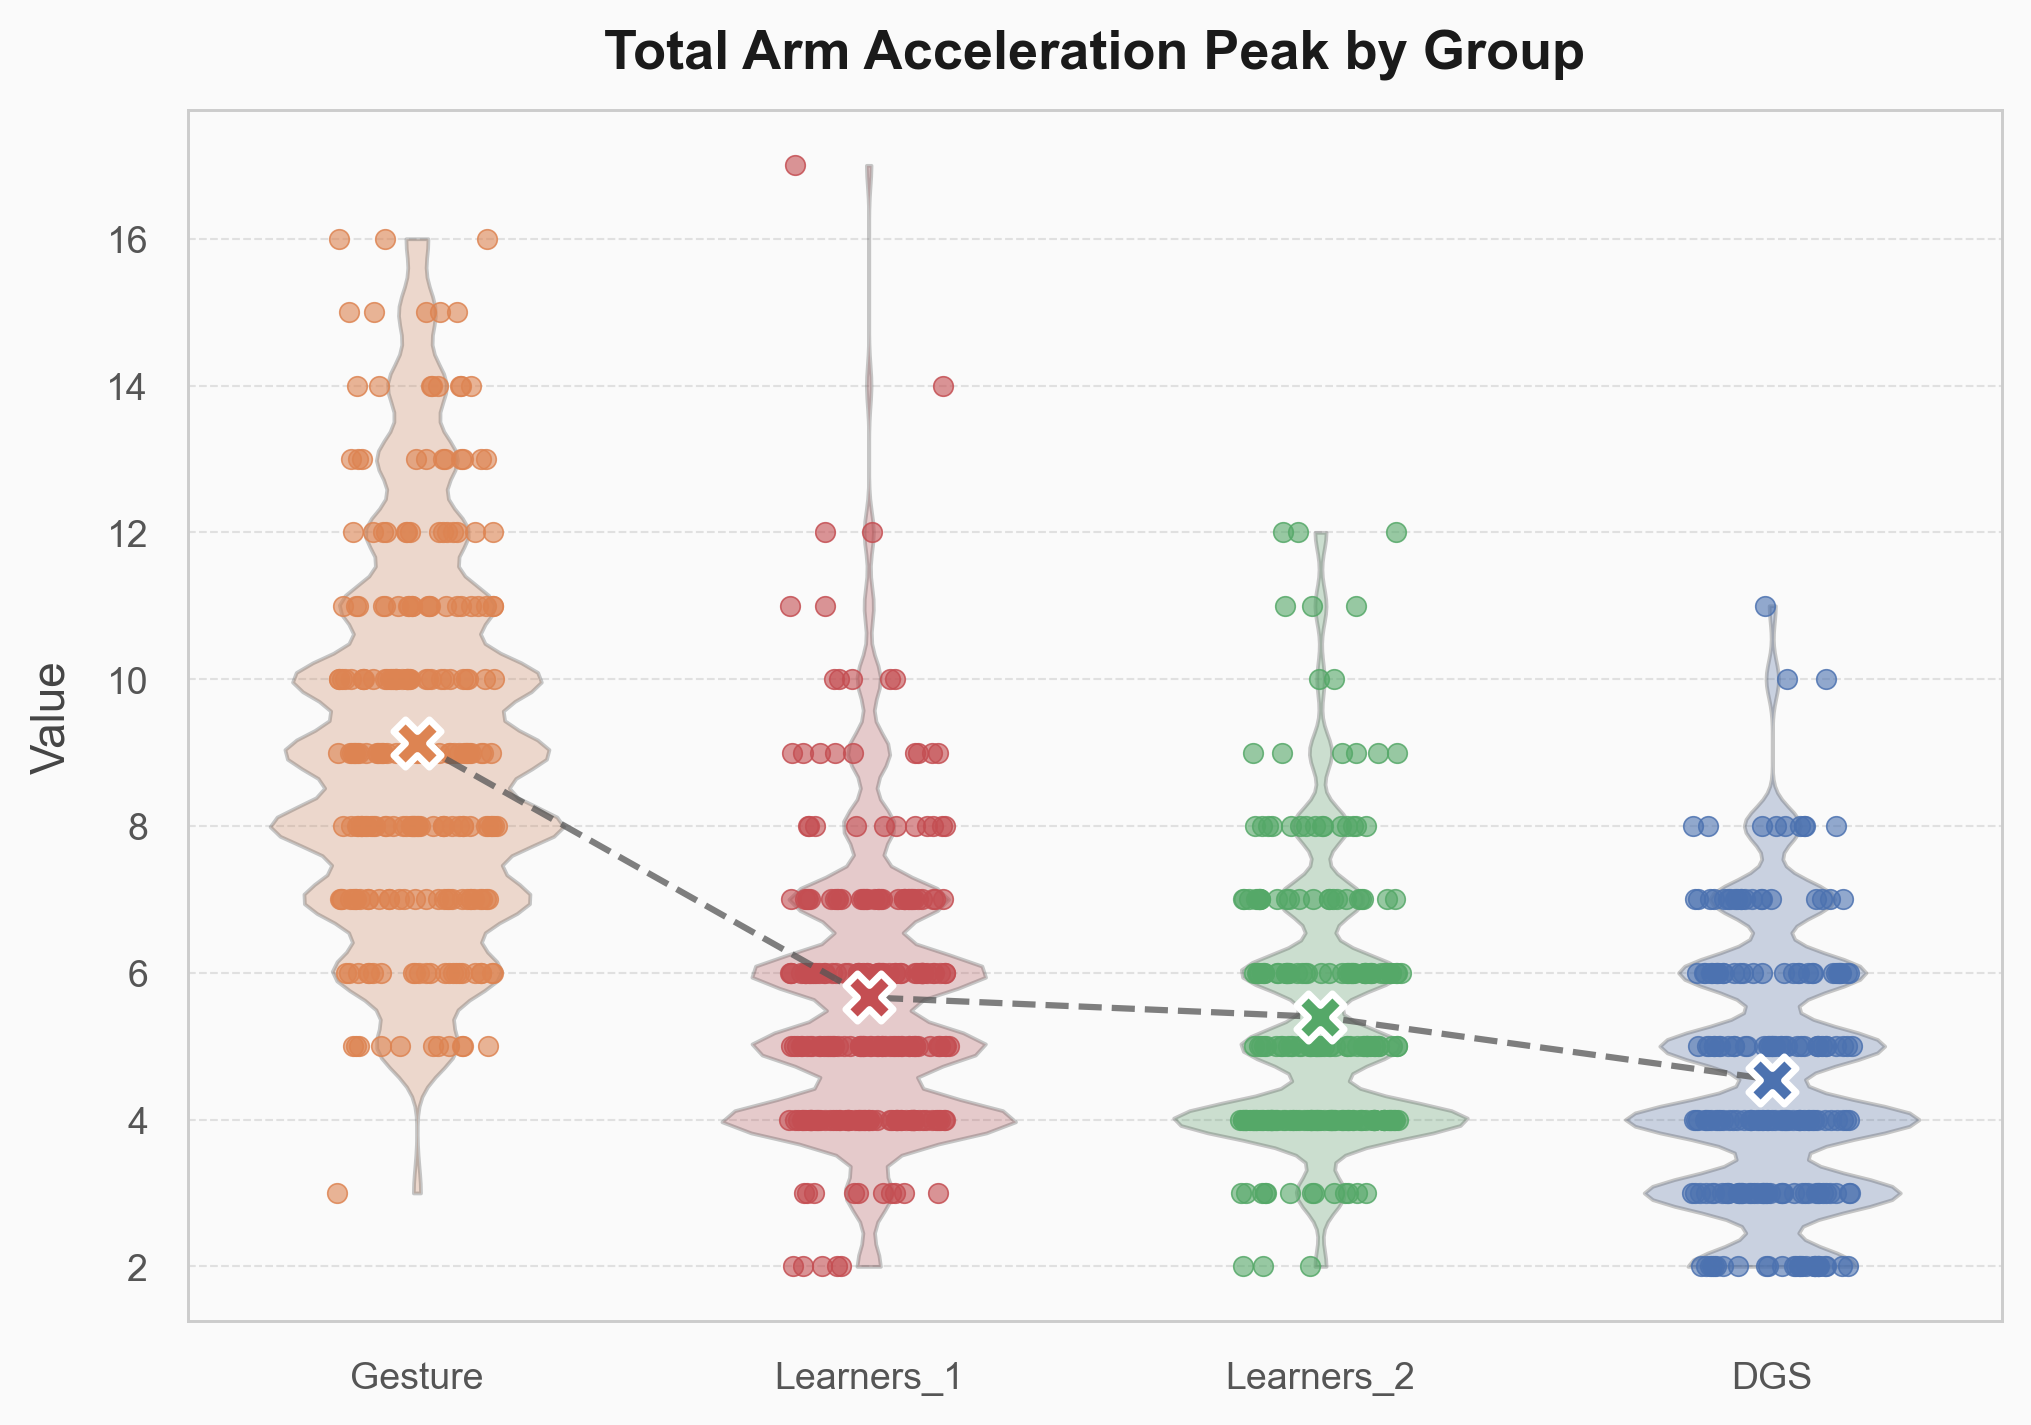 Total Arm Acceleration Peak by Group
Value
16
14
12
10
8
6
4
2
Gesture
Learners_1
Learners_2
DGS